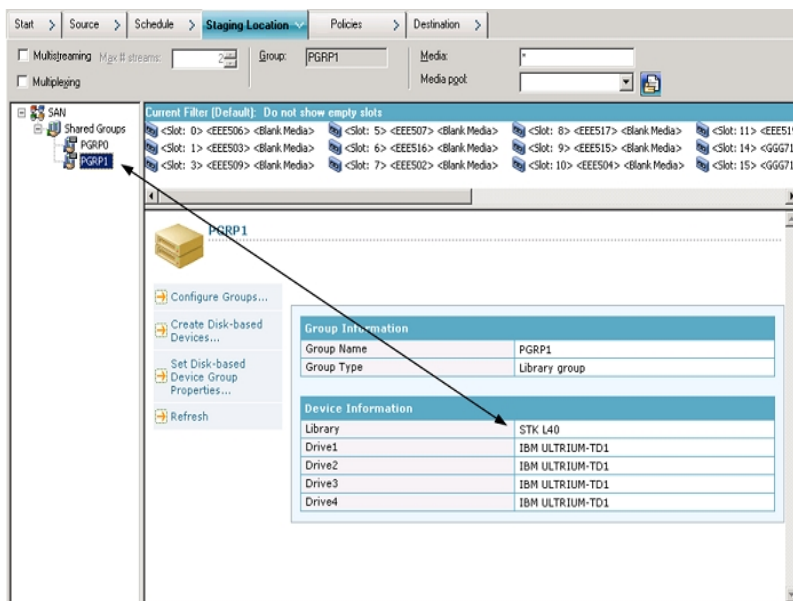 Start > Source > Schedule > Staging Location Policies > Destination >
Multistreaming Max # streams: 2 Group: PGRP1 Media: *
Multiplexing Media pool:
SAN
Shared Groups
PGRP0
PGRP1
Current Filter (Default): Do not show empty slots
<Slot: 0> <EEE506> <Blank Media> <Slot: 5> <EEE507> <Blank Media> <Slot: 8> <EEE517> <Blank Media> <Slot: 11> <EEE51
<Slot: 1> <EEE503> <Blank Media> <Slot: 6> <EEE516> <Blank Media> <Slot: 9> <EEE515> <Blank Media> <Slot: 14> <GGG71
<Slot: 3> <EEE509> <Blank Media> <Slot: 7> <EEE502> <Blank Media> <Slot: 10> <EEE504> <Blank Media> <Slot: 15> <GGG71
PGRP1
Configure Groups...
Create Disk-based
Devices...
Set Disk-based
Device Group
Properties...
Refresh
Group Information
Group Name PGRP1
Group Type Library group
Device Information
Library STK L40
Drive1 IBM ULTRIUM-TD1
Drive2 IBM ULTRIUM-TD1
Drive3 IBM ULTRIUM-TD1
Drive4 IBM ULTRIUM-TD1